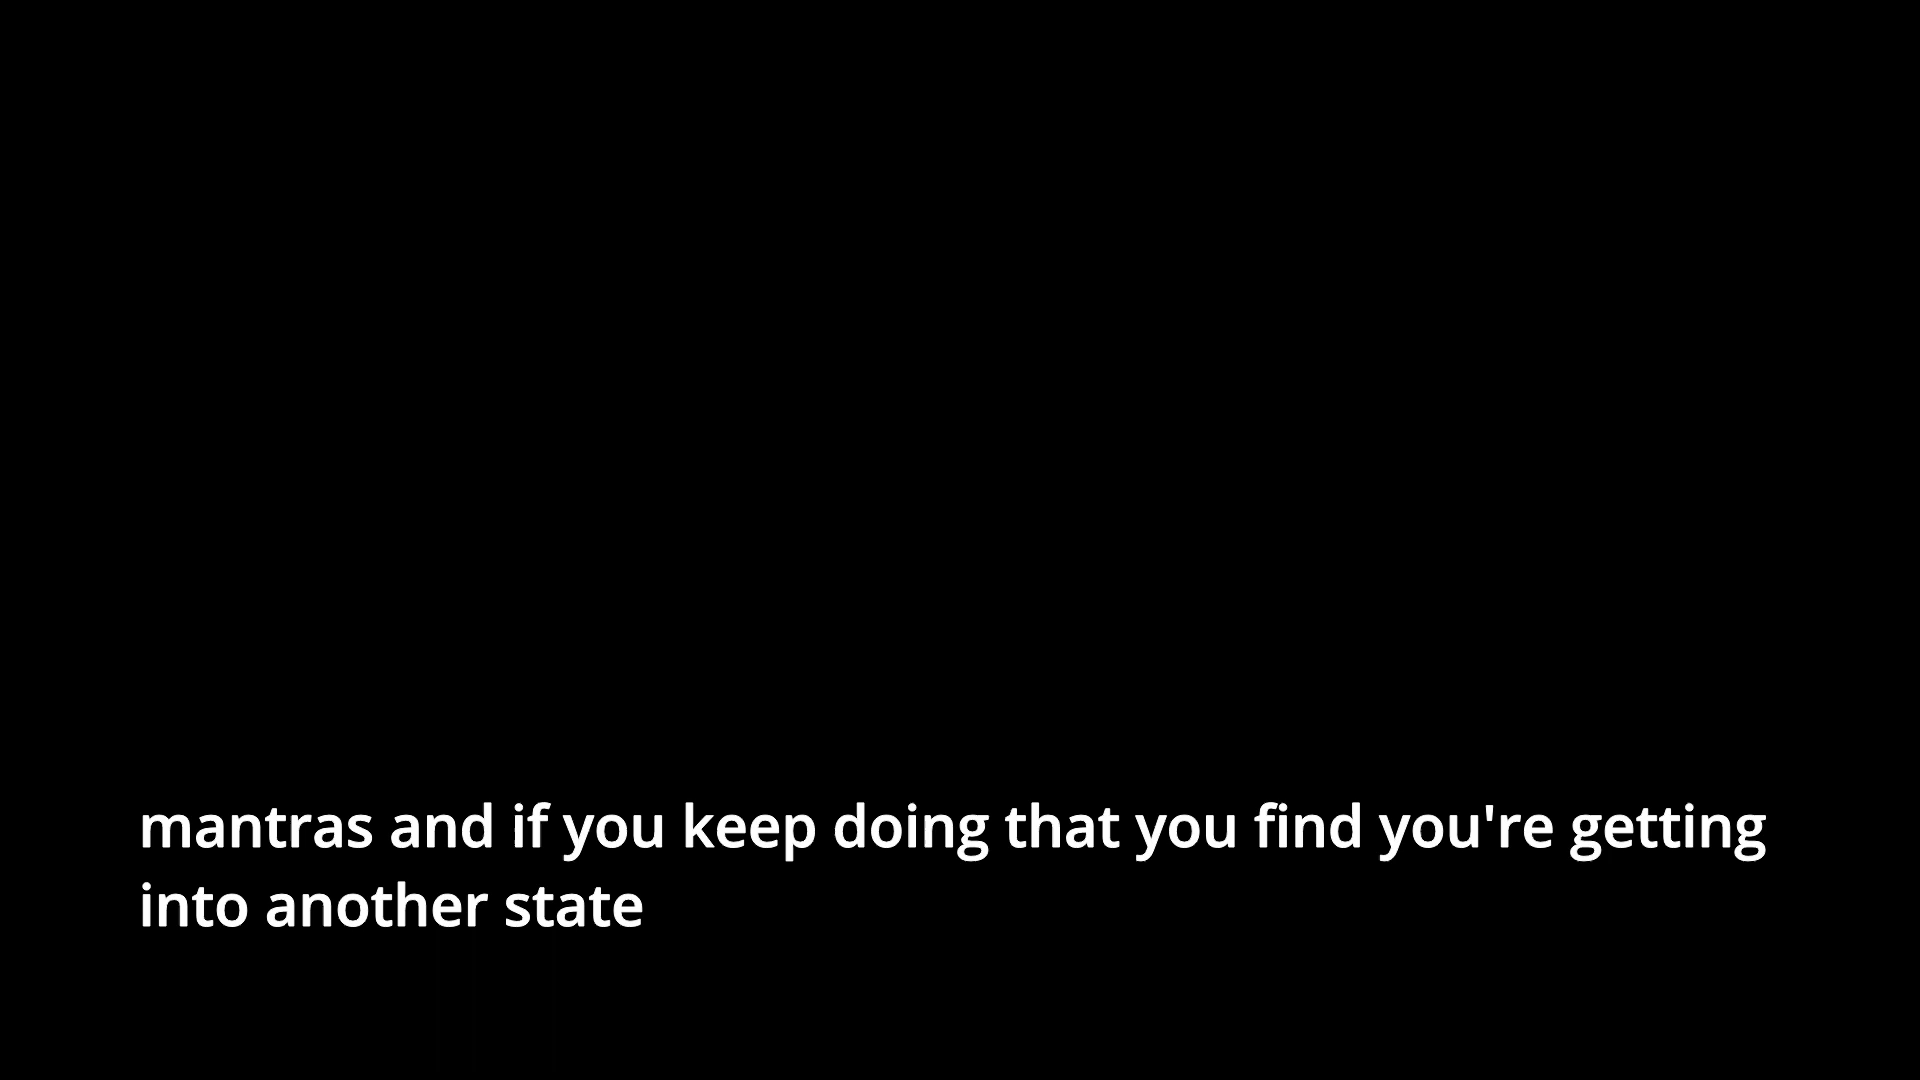 mantras and if you keep doing that you find you're getting
into another state